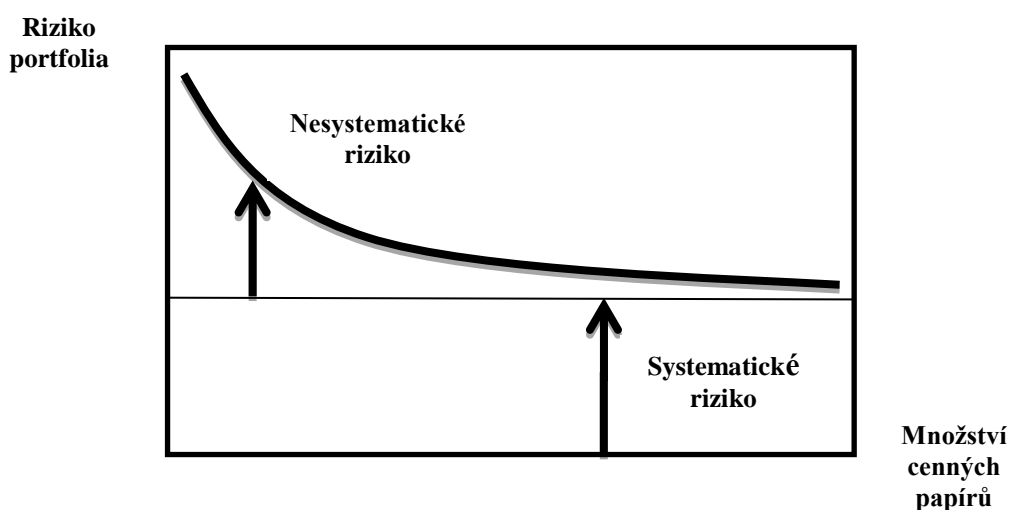 Riziko
portfolia
Nesystematické
riziko
Systematické
riziko
Množství
cenných
papírů